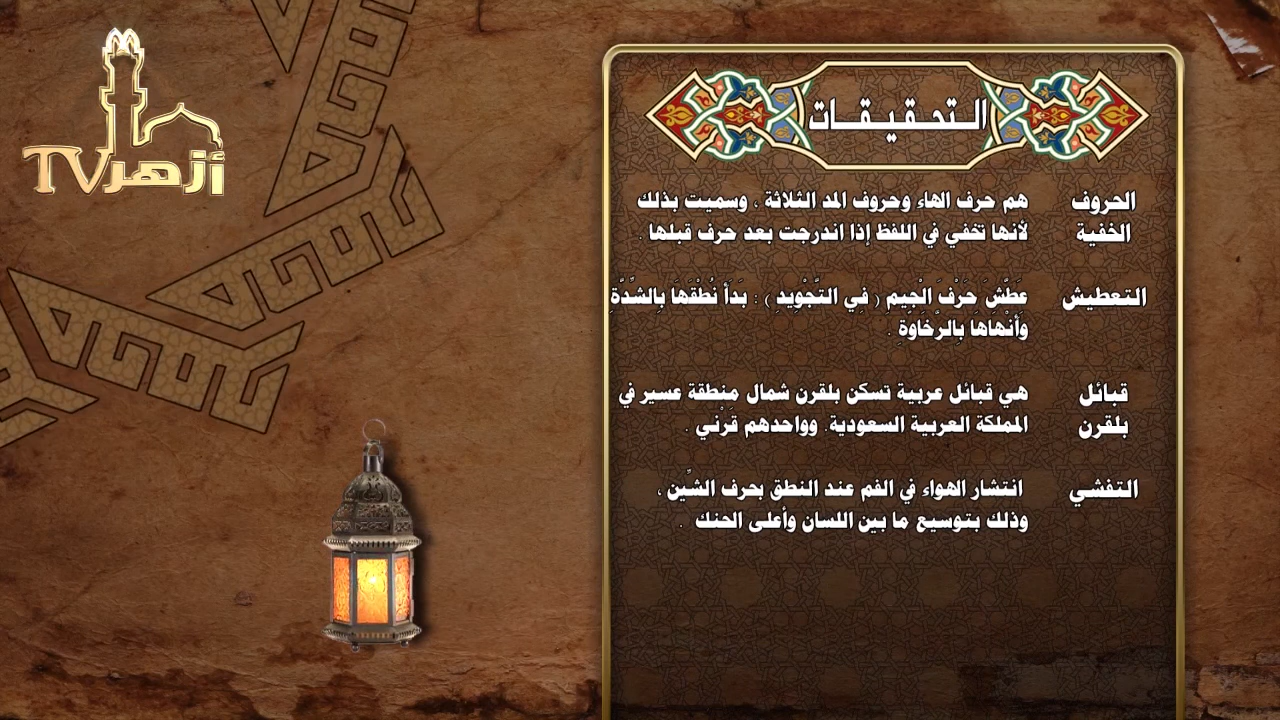 أزهر TV
التحقيقات
الحروف الخفية
هم حرف الهاء وحروف المد الثلاثة ، وسميت بذلك
لأنها تخفي في اللفظ إذا اندرجت بعد حرف قبلها .
التعطيش
عَطَّشَ حَرْفَ الْجِيمِ ( فِي التَّجْوِيدِ ) : بَدَأَ نُطْقَهَا بِالشِّدَّةِ
وَأَنْهَاهَا بِالرَّخَاوَةِ .
قبائل بلقرن
هي قبائل عربية تسكن بلقرن شمال منطقة عسير في
المملكة العربية السعودية. وواحدهم قَرْني .
التفشي
انتشار الهواء في الفم عند النطق بحرف الشِّين ،
وذلك بتوسيع ما بين اللسان وأعلى الحنك .